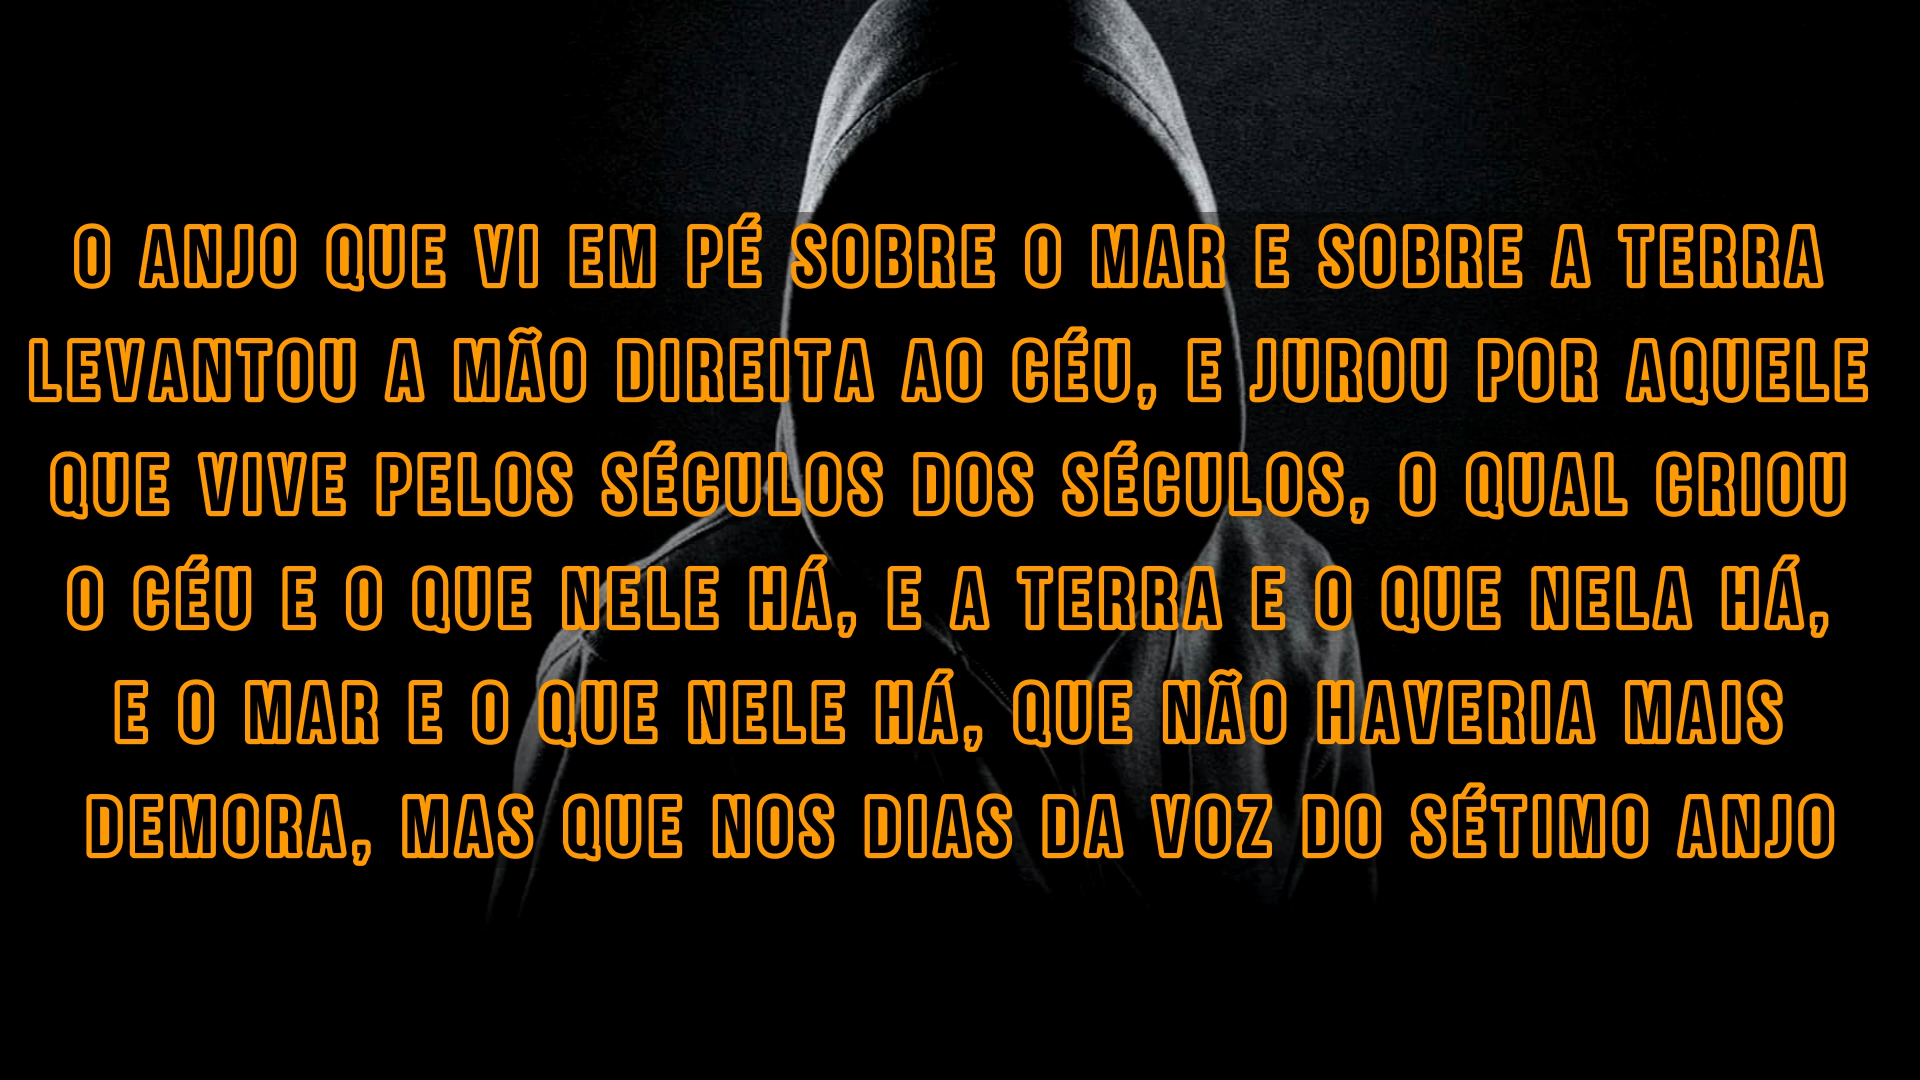 O ANJO QUE VI EM PÉ SOBRE O MAR E SOBRE A TERRA
LEVANTOU A MÃO DIREITA AO CÉU, E JUROU POR AQUELE
QUE VIVE PELOS SÉCULOS DOS SÉCULOS, O QUAL CRIOU
O CÉU E O QUE NELE HÁ, E A TERRA E O QUE NELA HÁ,
E O MAR E O QUE NELE HÁ, QUE NÃO HAVERIA MAIS
DEMORA, MAS QUE NOS DIAS DA VOZ DO SÉTIMO ANJO